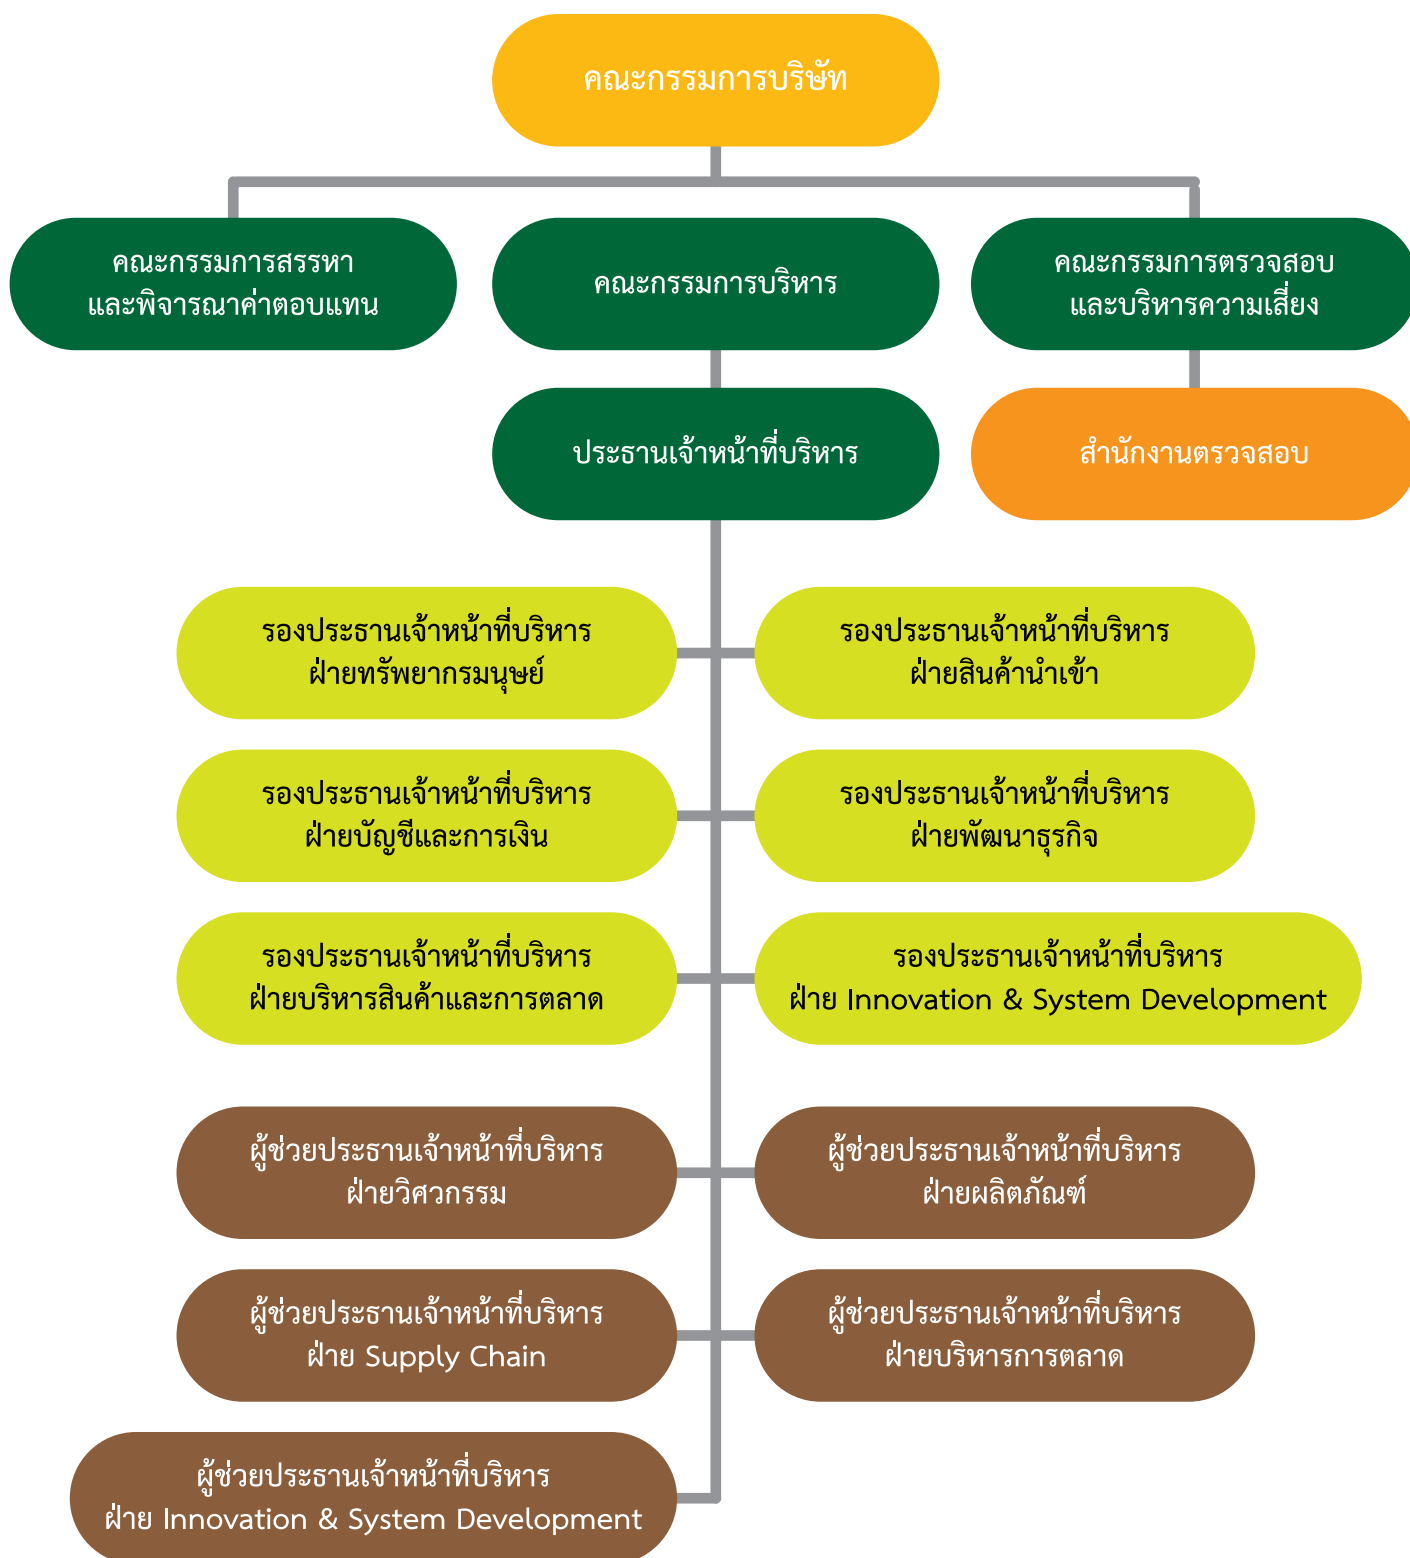 คณะกรรมการบริษัท
คณะกรรมการสรรหา
และพิจารณาค่าตอบแทน
คณะกรรมการบริหาร
คณะกรรมการตรวจสอบ
และบริหารความเสี่ยง
ประธานเจ้าหน้าที่บริหาร
สำนักงานตรวจสอบ
รองประธานเจ้าหน้าที่บริหาร
ฝ่ายทรัพยากรมนุษย์
รองประธานเจ้าหน้าที่บริหาร
ฝ่ายสินค้านำเข้า
รองประธานเจ้าหน้าที่บริหาร
ฝ่ายบัญชีและการเงิน
รองประธานเจ้าหน้าที่บริหาร
ฝ่ายพัฒนาธุรกิจ
รองประธานเจ้าหน้าที่บริหาร
ฝ่ายบริหารสินค้าและการตลาด
รองประธานเจ้าหน้าที่บริหาร
ฝ่าย Innovation & System Development
ผู้ช่วยประธานเจ้าหน้าที่บริหาร
ฝ่ายวิศวกรรม
ผู้ช่วยประธานเจ้าหน้าที่บริหาร
ฝ่ายผลิตภัณฑ์
ผู้ช่วยประธานเจ้าหน้าที่บริหาร
ฝ่าย Supply Chain
ผู้ช่วยประธานเจ้าหน้าที่บริหาร
ฝ่ายบริหารการตลาด
ผู้ช่วยประธานเจ้าหน้าที่บริหาร
ฝ่าย Innovation & System Development